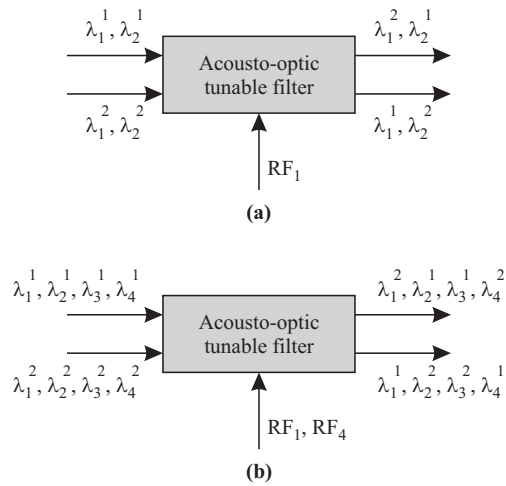 λ₁¹, λ₂¹
λ₁², λ₂¹
Acousto-optic
tunable filter
λ₁², λ₂²
λ₁¹, λ₂²
RF₁
(a)
λ₁¹, λ₂¹, λ₃¹, λ₄¹
λ₁², λ₂¹, λ₃¹, λ₄²
Acousto-optic
tunable filter
λ₁², λ₂², λ₃², λ₄²
λ₁¹, λ₂², λ₃², λ₄¹
RF₁, RF₄
(b)